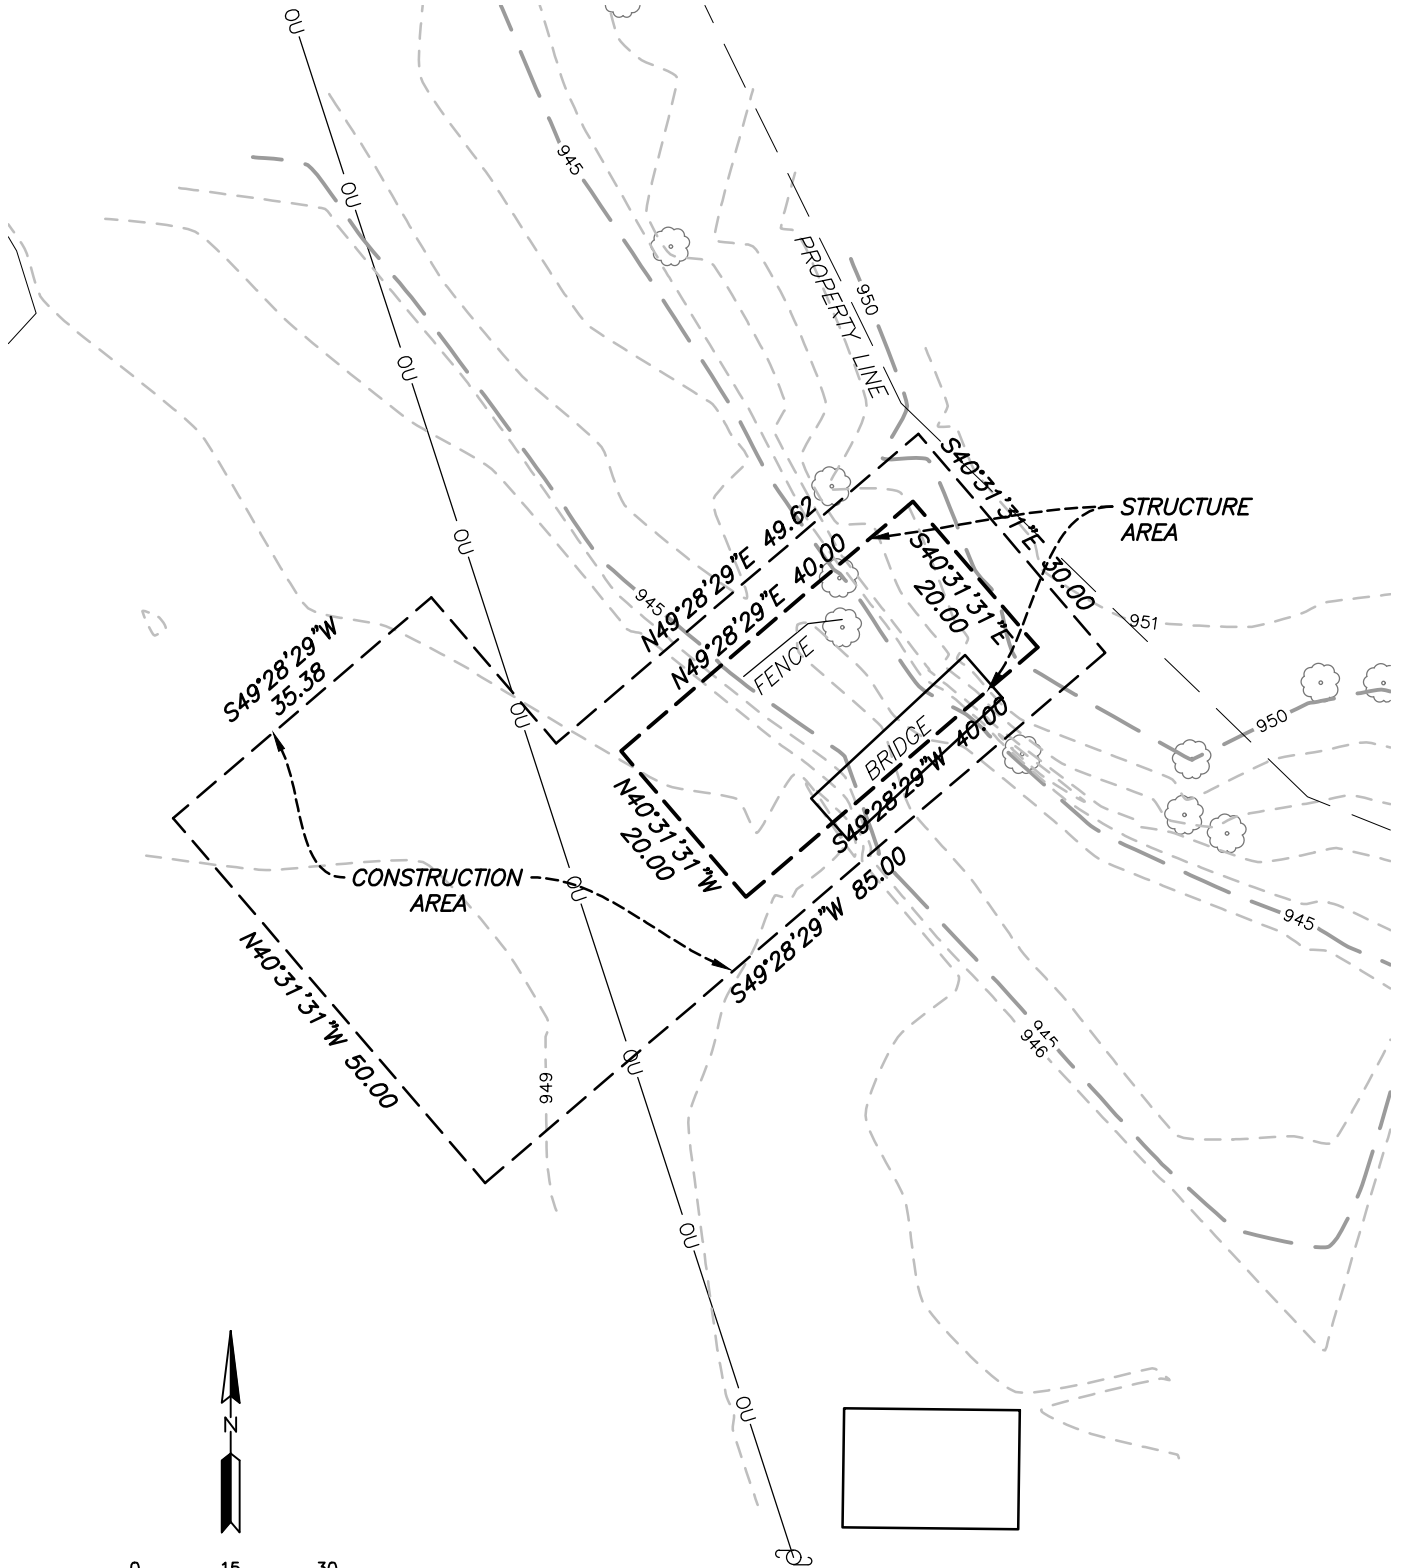 OU
945
OU
PROPERTY LINE
950
OU
S40°31'31"E 30.00
STRUCTURE
AREA
OU
N49°28'29"E 49.62
N49°28'29"E 40.00
S40°31'31"E
20.00
945
951
S49°28'29"W
35.38
FENCE
OU
950
BRIDGE
S49°28'29"W 40.00
N40°31'31"W
20.00
CONSTRUCTION
AREA
OU
S49°28'29"W 85.00
945
N40°31'31"W 50.00
945
946
OU
949
OU
N
OU
0 15 30